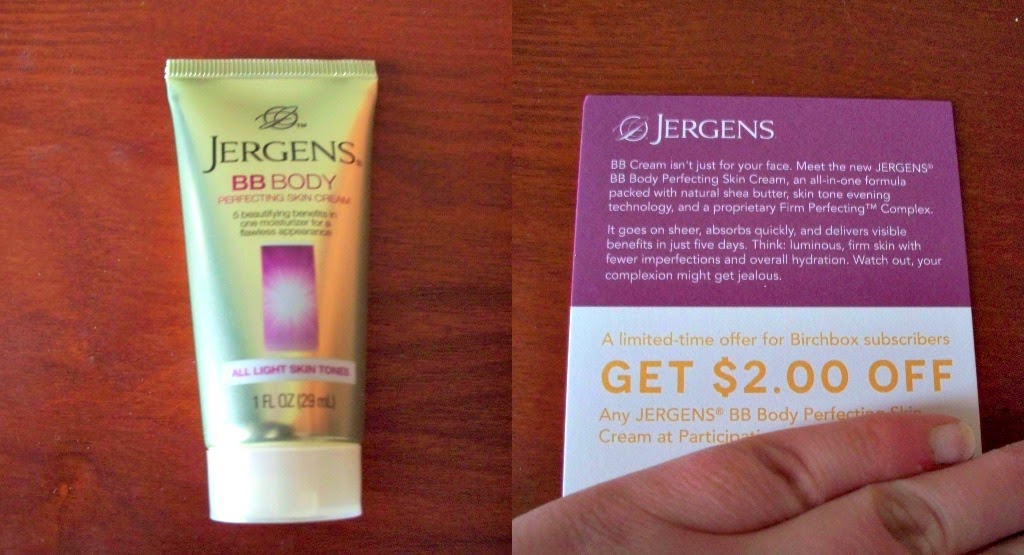 JERGENS®
BB BODY
PERFECTING SKIN CREAM
5 beautifying benefits in
one moisturizer for a
flawless appearance
ALL LIGHT SKIN TONES
1 FL OZ (29 mL)
JERGENS
BB Cream isn't just for your face. Meet the new JERGENS®
BB Body Perfecting Skin Cream, an all-in-one formula
packed with natural shea butter, skin tone evening
technology, and a proprietary Firm Perfecting™ Complex.
It goes on sheer, absorbs quickly, and delivers visible
benefits in just five days. Think: luminous, firm skin with
fewer imperfections and overall hydration. Watch out, your
complexion might get jealous.
A limited-time offer for Birchbox subscribers
GET $2.00 OFF
Any JERGENS® BB Body Perfecting Skin
Cream at